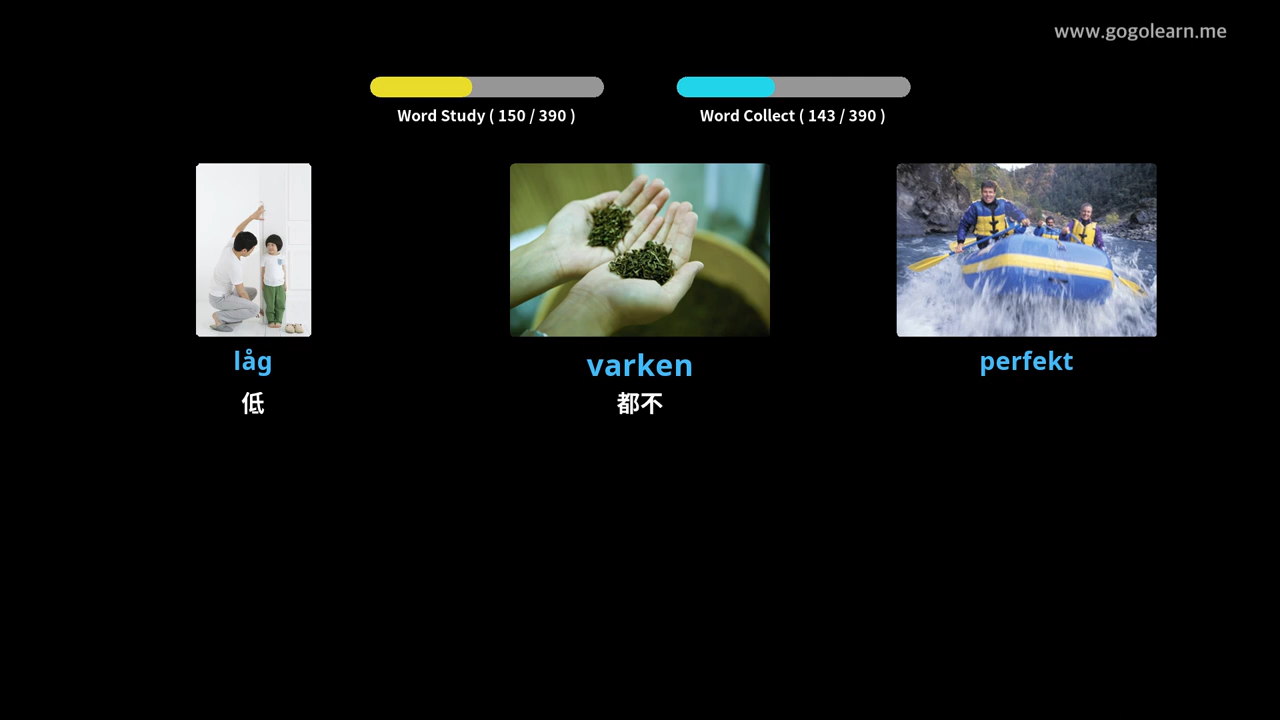 www.gogolearn.me
Word Study ( 150 / 390 )
Word Collect ( 143 / 390 )
låg
varken
perfekt
低
都不